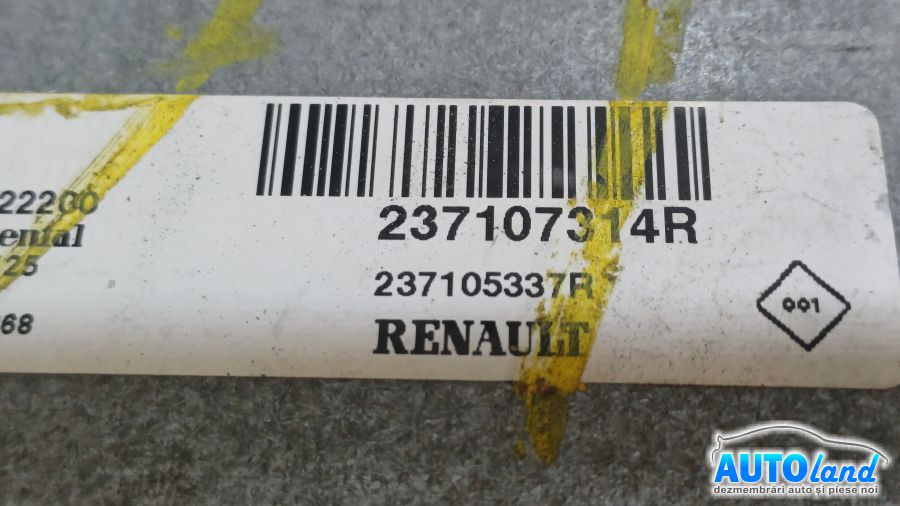 22200
237107314R
ental
25
237105337R
68
RENAULT
001
AUTOland
dezmembrări auto și piese noi